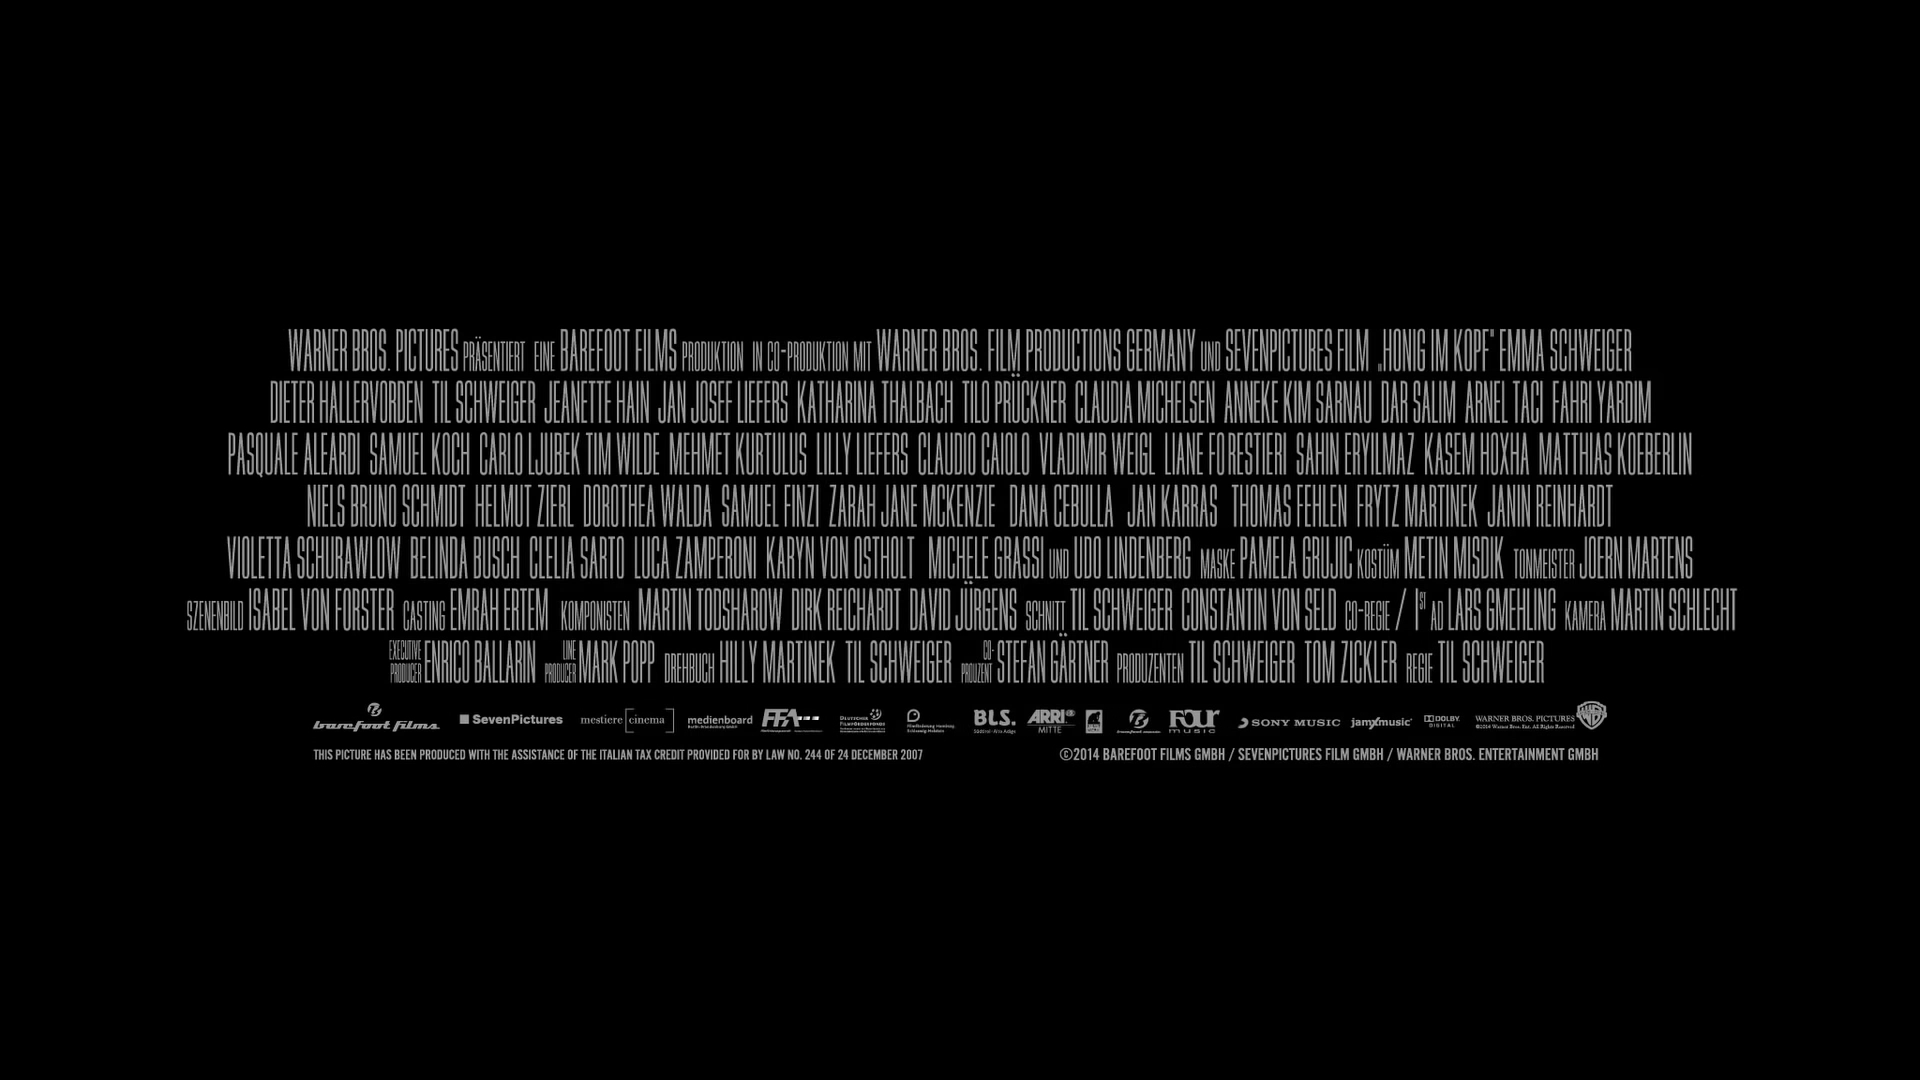 WARNER BROS. PICTURES PRÄSENTIERT EINE BAREFOOT FILMS PRODUKTION IN CO-PRODUKTION MIT WARNER BROS. FILM PRODUCTIONS GERMANY UND SEVENPICTURES FILM „HONIG IM KOPF" EMMA SCHWEIGER
DIETER HALLERVORDEN TIL SCHWEIGER JEANETTE HAIN JAN JOSEF LIEFERS KATHARINA THALBACH TILO PRÜCKNER CLAUDIA MICHELSEN ANNEKE KIM SARNAU DAR SALIM ARNEL TACI FAHRI YARDIM
PASQUALE ALEARDI SAMUEL KOCH CARLO LJUBEK TIM WILDE MEHMET KURTULUS LILLY LIEFERS CLAUDIO CAIOLO VLADIMIR WEIGL LIANE FORESTIERI SAHIN ERYILMAZ KASEM HOXHA MATTHIAS KOEBERLIN
NIELS BRUNO SCHMIDT HELMUT ZIERL DOROTHEA WALDA SAMUEL FINZI ZARAH JANE MCKENZIE DANA CEBULLA JAN KARRAS THOMAS FEHLEN FRYTZ MARTINEK JANIN REINHARDT
VIOLETTA SCHURAWLOW BELINDA BUSCH CLELIA SARTO LUCA ZAMPERONI KARYN VON OSTHOLT MICHELE GRASSI UND UDO LINDENBERG MASKE PAMELA GRUJIC KOSTÜM METIN MISDIK TONMEISTER JOERN MARTENS
SZENENBILD ISABEL VON FORSTER CASTING EMRAH ERTEM KOMPONISTEN MARTIN TODSHAROW DIRK REICHARDT DAVID JÜRGENS SCHNITT TIL SCHWEIGER CONSTANTIN VON SELD CO-REGIE / 1ST AD LARS GMEHLING KAMERA MARTIN SCHLECHT
EXECUTIVE PRODUCER ENRICO BALLARIN LINE PRODUCER MARK POPP DREHBUCH HILLY MARTINEK TIL SCHWEIGER CO-PROUZENT STEFAN GÄRTNER PRODUZENTEN TIL SCHWEIGER TOM ZICKLER REGIE TIL SCHWEIGER
barefoot films SevenPictures mestiere cinema medienboard FFA DEUTSCHER FILMFÖRDERFONDS BLS. ARRI MITTE FOUR MUSIC SONY MUSIC jamXmusic DOLBY DIGITAL WARNER BROS. PICTURES
THIS PICTURE HAS BEEN PRODUCED WITH THE ASSISTANCE OF THE ITALIAN TAX CREDIT PROVIDED FOR BY LAW NO. 244 OF 24 DECEMBER 2007 ©2014 BAREFOOT FILMS GMBH / SEVENPICTURES FILM GMBH / WARNER BROS. ENTERTAINMENT GMBH